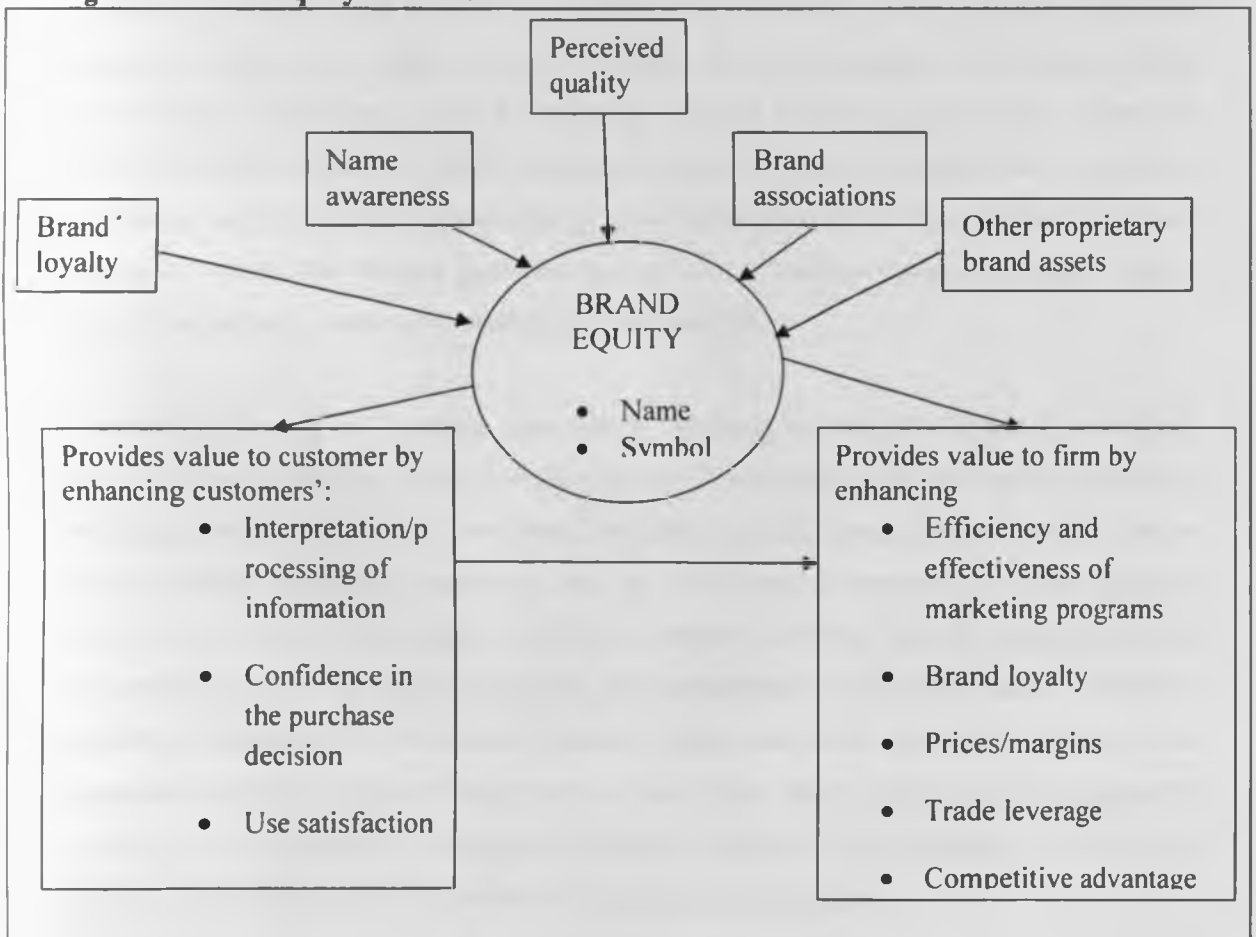 Perceived
quality
Name
awareness
Brand
associations
Brand
loyalty
Other proprietary
brand assets
BRAND
EQUITY
• Name
• Symbol
Provides value to customer by
enhancing customers’:
• Interpretation/p
rocessing of
information
• Confidence in
the purchase
decision
• Use satisfaction
Provides value to firm by
enhancing
• Efficiency and
effectiveness of
marketing programs
• Brand loyalty
• Prices/margins
• Trade leverage
• Competitive advantage